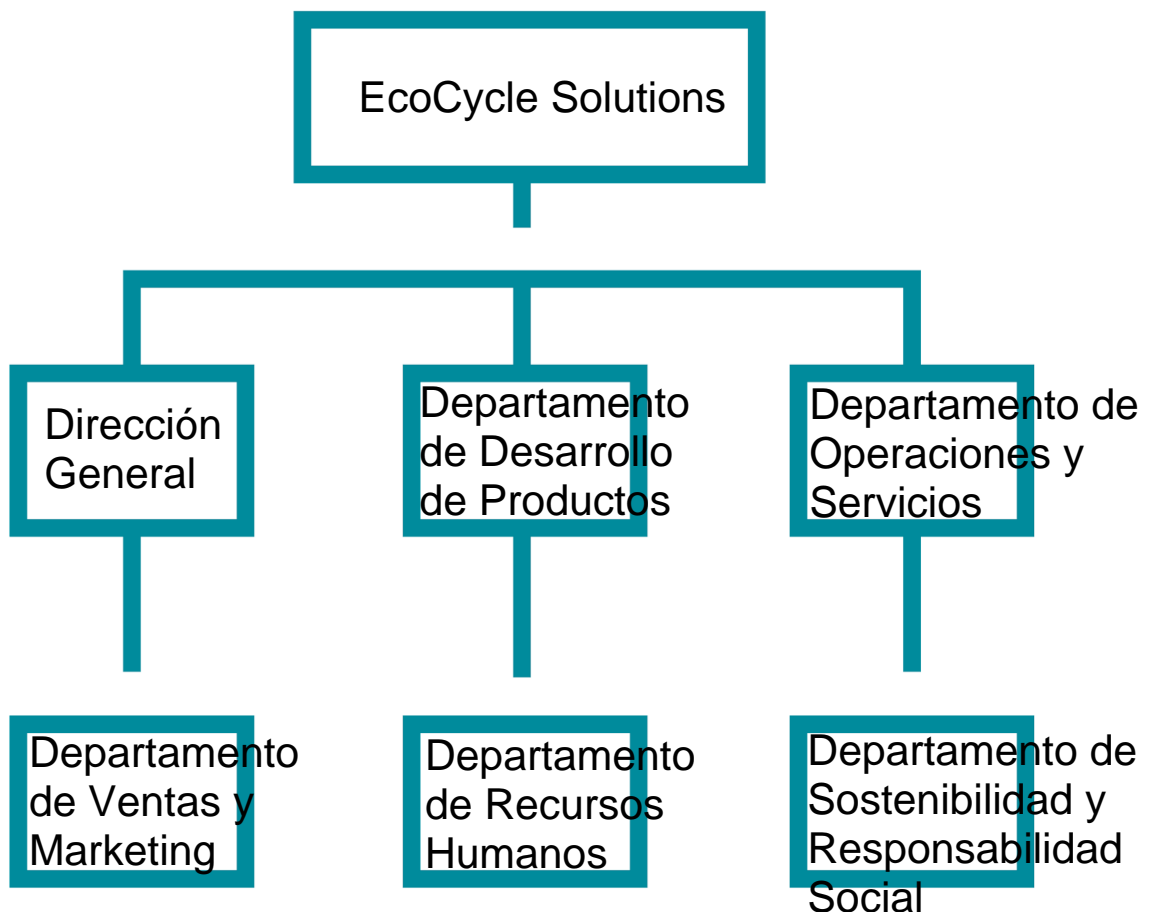 EcoCycle Solutions
Dirección
General
Departamento
de Desarrollo
de Productos
Departamento de
Operaciones y
Servicios
Departamento
de Ventas y
Marketing
Departamento
de Recursos
Humanos
Departamento de
Sostenibilidad y
Responsabilidad
Social